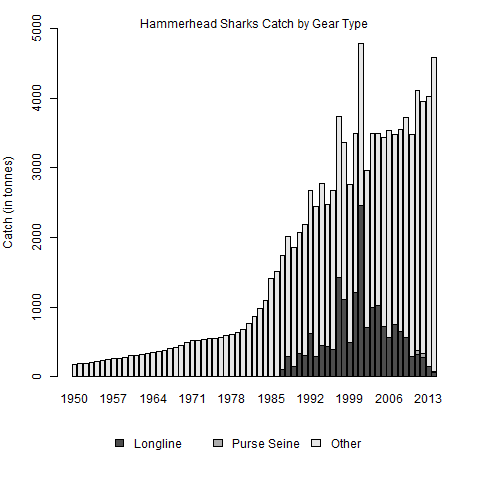 Hammerhead Sharks Catch by Gear Type
Catch (in tonnes)
5000
4000
3000
2000
1000
0
1950 1957 1964 1971 1978 1985 1992 1999 2006 2013
Longline Purse Seine Other